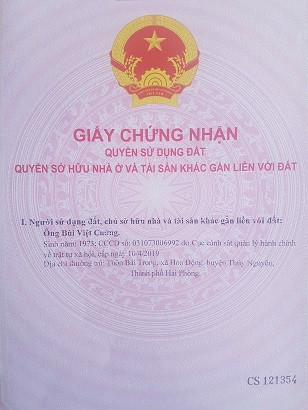 GIẤY CHỨNG NHẬN
QUYỀN SỬ DỤNG ĐẤT
QUYỀN SỞ HỮU NHÀ Ở VÀ TÀI SẢN KHÁC GẮN LIỀN VỚI ĐẤT
I. Người sử dụng đất, chủ sở hữu nhà và tài sản khác gắn liền với đất:
Ông Bùi Việt Cường.
Sinh năm: 1973; CCCD số: 031073006992 do Cục cảnh sát quản lý hành chính
về trật tự xã hội, cấp ngày 10/4/2019
Địa chỉ thường trú: Thôn Bái Trong, xã Hoa Động, huyện Thủy Nguyên,
Thành phố Hải Phòng.
CS 121354